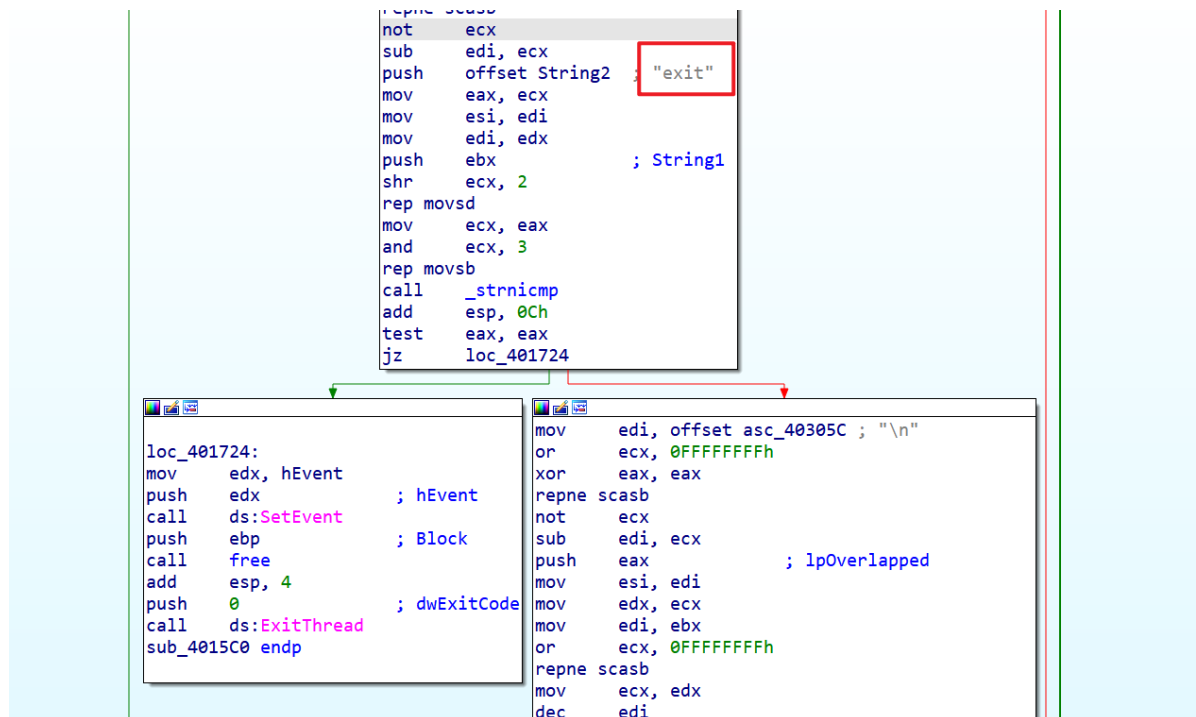 repne scasb
not     ecx
sub     edi, ecx
push    offset String2  ; "exit"
mov     eax, ecx
mov     esi, edi
mov     edi, edx
push    ebx             ; String1
shr     ecx, 2
rep movsd
mov     ecx, eax
and     ecx, 3
rep movsb
call    _strnicmp
add     esp, 0Ch
test    eax, eax
jz      loc_401724
loc_401724:
mov     edx, hEvent
push    edx             ; hEvent
call    ds:SetEvent
push    ebp             ; Block
call    free
add     esp, 4
push    0               ; dwExitCode
call    ds:ExitThread
sub_4015C0 endp
mov     edi, offset asc_40305C ; "\n"
or      ecx, 0FFFFFFFFh
xor     eax, eax
repne scasb
not     ecx
sub     edi, ecx
push    eax             ; lpOverlapped
mov     esi, edi
mov     edx, ecx
mov     edi, ebx
or      ecx, 0FFFFFFFFh
repne scasb
mov     ecx, edx
dec     edi